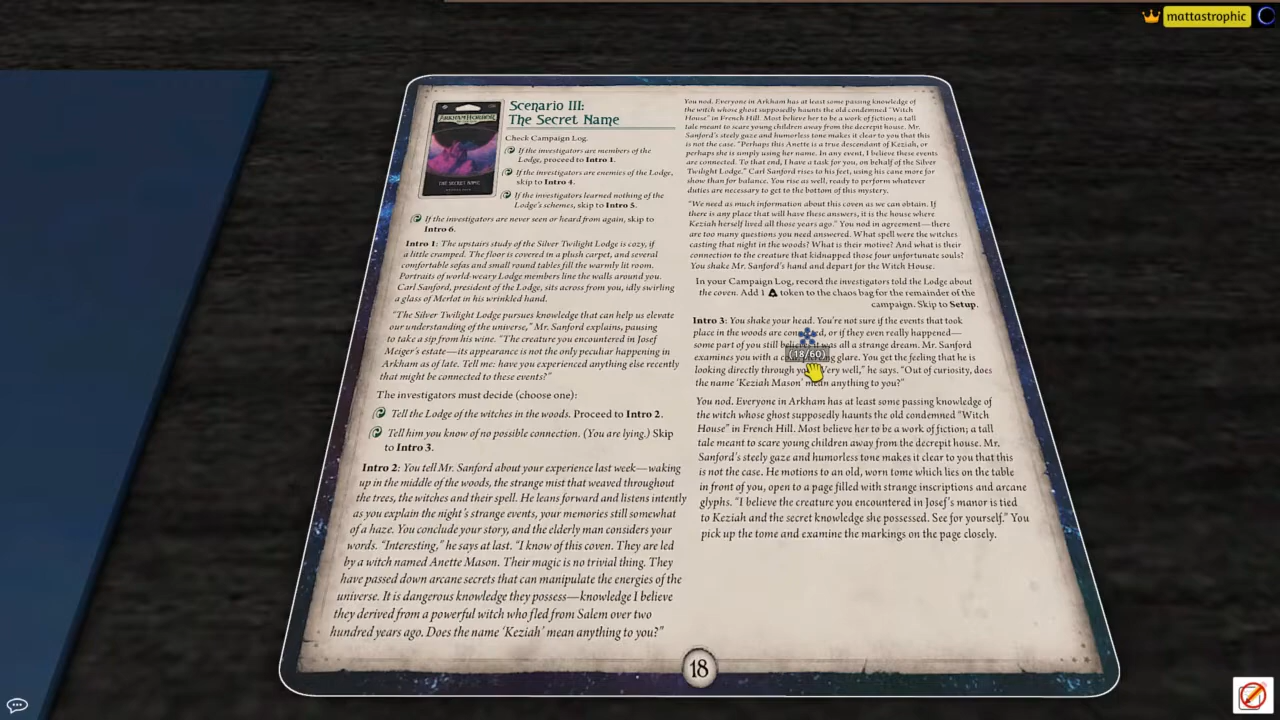 mattastrophic
Scenario III:
The Secret Name
ARKHAM HORROR
THE SECRET NAME
Check Campaign Log.
If the investigators are members of the
Lodge, proceed to Intro 1.
If the investigators are enemies of the Lodge,
skip to Intro 4.
If the investigators learned nothing of the
Lodge's schemes, skip to Intro 5.
If the investigators are never seen or heard from again, skip to
Intro 6.
Intro 1: The upstairs study of the Silver Twilight Lodge is cozy, if
a little cramped. The floor is covered in a plush carpet, and several
comfortable sofas and small round tables fill the warmly lit room.
Portraits of world-weary Lodge members line the walls around you.
Carl Sanford, president of the Lodge, sits across from you, idly swirling
a glass of Merlot in his wrinkled hand.
"The Silver Twilight Lodge pursues knowledge that can help us elevate
our understanding of the universe," Mr. Sanford explains, pausing
to take a sip from his wine. "The creature you encountered in Josef
Meiger's estate—its appearance is not the only peculiar happening in
Arkham as of late. Tell me: have you experienced anything else recently
that might be connected to these events?"
The investigators must decide (choose one):
Tell the Lodge of the witches in the woods. Proceed to Intro 2.
Tell him you know of no possible connection. (You are lying.) Skip
to Intro 3.
Intro 2: You tell Mr. Sanford about your experience last week—waking
up in the middle of the woods, the strange mist that weaved throughout
the trees, the witches and their spell. He leans forward and listens intently
as you explain the night's strange events, your memories still somewhat
of a haze. You conclude your story, and the elderly man considers your
words. "Interesting," he says at last. "I know of this coven. They are led
by a witch named Anette Mason. Their magic is no trivial thing. They
have passed down arcane secrets that can manipulate the energies of the
universe. It is dangerous knowledge they possess—knowledge I believe
they derived from a powerful witch who fled from Salem over two
hundred years ago. Does the name 'Keziah' mean anything to you?"
You nod. Everyone in Arkham has at least some passing knowledge of
the witch whose ghost supposedly haunts the old condemned "Witch
House" in French Hill. Most believe her to be a work of fiction; a tall
tale meant to scare young children away from the decrepit house. Mr.
Sanford's steely gaze and humorless tone makes it clear to you that this
is not the case. "Perhaps this Anette is a true descendant of Keziah, or
perhaps she is simply using her name. In any event, I believe these events
are connected. To that end, I have a task for you, on behalf of the Silver
Twilight Lodge." Carl Sanford rises to his feet, using his cane more for
show than for balance. You rise as well, ready to perform whatever
duties are necessary to get to the bottom of this mystery.
"We need as much information about this coven as we can obtain. If
there is any place that will have these answers, it is the house where
Keziah herself lived all those years ago." You nod in agreement—there
are too many questions you need answered. What spell were the witches
casting that night in the woods? What is their motive? And what is their
connection to the creature that kidnapped those four unfortunate souls?
You shake Mr. Sanford's hand and depart for the Witch House.
In your Campaign Log, record the investigators told the Lodge about
the coven. Add 1 token to the chaos bag for the remainder of the
campaign. Skip to Setup.
Intro 3: You shake your head. You're not sure if the events that took
place in the woods are connected, or if they even really happened—
some part of you still believes it was all a strange dream. Mr. Sanford
examines you with a glare. You get the feeling that he is
looking directly through you. "Very well," he says. "Out of curiosity, does
the name 'Keziah Mason' mean anything to you?"
(18/60)
You nod. Everyone in Arkham has at least some passing knowledge of
the witch whose ghost supposedly haunts the old condemned "Witch
House" in French Hill. Most believe her to be a work of fiction; a tall
tale meant to scare young children away from the decrepit house. Mr.
Sanford's steely gaze and humorless tone makes it clear to you that this
is not the case. He motions to an old, worn tome which lies on the table
in front of you, open to a page filled with strange inscriptions and arcane
glyphs. "I believe the creature you encountered in Josef's manor is tied
to Keziah and the secret knowledge she possessed. See for yourself." You
pick up the tome and examine the markings on the page closely.
18